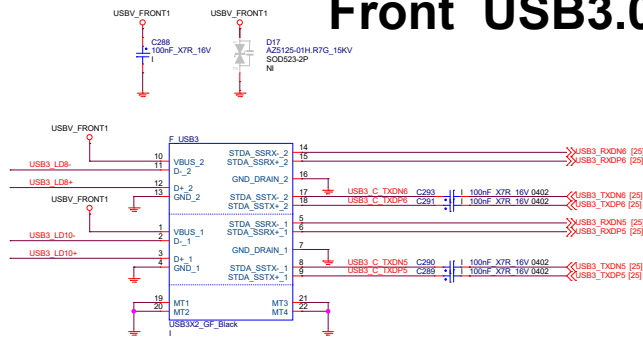 Front USB3.0
USBV_FRONT1
USBV_FRONT1
C288
100nF_X7R_16V
I
D17
AZ5125-01H.R7G_15KV
SOD523-2P
NI
USBV_FRONT1
F_USB3
10 VBUS_2 STDA_SSRX-_2 14 USB3_RXDN6 [25]
USB3_LD8- 11 D-_2 STDA_SSRX+_2 15 USB3_RXDP6 [25]
GND_DRAIN_2 16
USB3_LD8+ 12 D+_2
13 GND_2 STDA_SSTX-_2 17 USB3_C_TXDN6 C293 I 100nF_X7R_16V 0402 USB3_TXDN6 [25]
STDA_SSTX+_2 18 USB3_C_TXDP6 C291 I 100nF_X7R_16V 0402 USB3_TXDP6 [25]
USBV_FRONT1
STDA_SSRX-_1 5 USB3_RXDN5 [25]
1 VBUS_1 STDA_SSRX+_1 6 USB3_RXDP5 [25]
USB3_LD10- 2 D-_1
GND_DRAIN_1 7
USB3_LD10+ 3 D+_1
4 GND_1 STDA_SSTX-_1 8 USB3_C_TXDN5 C290 I 100nF_X7R_16V 0402 USB3_TXDN5 [25]
STDA_SSTX+_1 9 USB3_C_TXDP5 C289 I 100nF_X7R_16V 0402 USB3_TXDP5 [25]
19 MT1 MT3 21
20 MT2 MT4 22
USB3X2_GF_Black
I